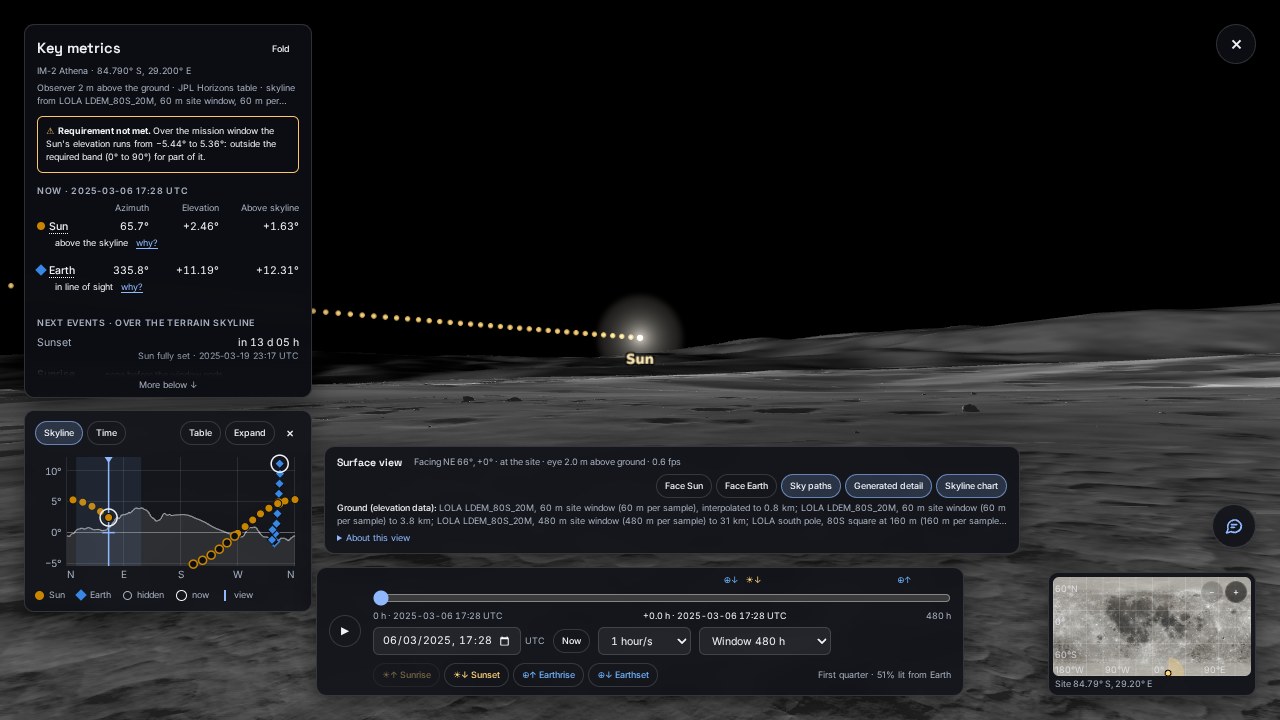 Key metrics
Fold
IM-2 Athena · 84.790° S, 29.200° E
Observer 2 m above the ground · JPL Horizons table · skyline
from LOLA LDEM_80S_20M, 60 m site window, 60 m per…
⚠ Requirement not met. Over the mission window the
Sun's elevation runs from −5.44° to 5.36°: outside the
required band (0° to 90°) for part of it.
NOW · 2025-03-06 17:28 UTC
Azimuth Elevation Above skyline
Sun 65.7° +2.46° +1.63°
above the skyline why?
Earth 335.8° +11.19° +12.31°
in line of sight why?
NEXT EVENTS · OVER THE TERRAIN SKYLINE
Sunset in 13 d 05 h
Sun fully set · 2025-03-19 23:17 UTC
More below ↓
Sun
Skyline Time Table Expand ×
10°
5°
0°
−5°
N E S W N
Sun Earth hidden now view
Surface view Facing NE 66°, +0° · at the site · eye 2.0 m above ground · 0.6 fps
Face Sun Face Earth Sky paths Generated detail Skyline chart
Ground (elevation data): LOLA LDEM_80S_20M, 60 m site window (60 m per sample), interpolated to 0.8 km; LOLA LDEM_80S_20M, 60 m site window (60 m
per sample) to 3.8 km; LOLA LDEM_80S_20M, 480 m site window (480 m per sample) to 31 km; LOLA south pole, 80S square at 160 m (160 m per sample…
▸ About this view
⊕↓ ☀↓ ⊕↑
0 h · 2025-03-06 17:28 UTC +0.0 h · 2025-03-06 17:28 UTC 480 h
06/03/2025, 17:28 UTC Now 1 hour/s Window 480 h
☀↑ Sunrise ☀↓ Sunset ⊕↑ Earthrise ⊕↓ Earthset First quarter · 51% lit from Earth
60°N
0°
60°S
180°W 90°W 0° 90°E
− +
Site 84.79° S, 29.20° E